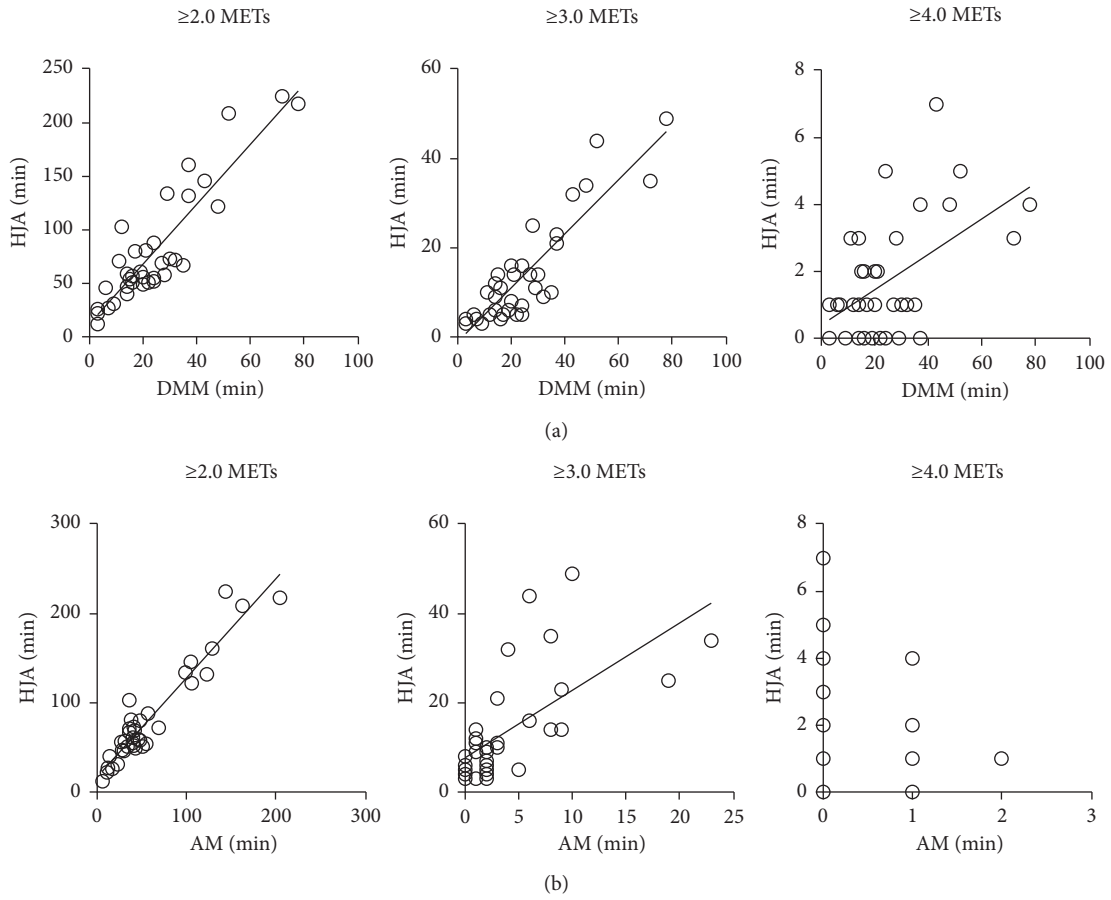 (a)
≥2.0 METs
250
200
150
100
50
0
HJA (min)
0 20 40 60 80 100
DMM (min)
≥3.0 METs
60
40
20
0
HJA (min)
0 20 40 60 80 100
DMM (min)
≥4.0 METs
8
6
4
2
0
HJA (min)
0 20 40 60 80 100
DMM (min)
(a)
(b)
≥2.0 METs
300
200
100
0
HJA (min)
0 100 200 300
AM (min)
≥3.0 METs
60
40
20
0
HJA (min)
0 5 10 15 20 25
AM (min)
≥4.0 METs
8
6
4
2
0
HJA (min)
0 1 2 3
AM (min)
(b)